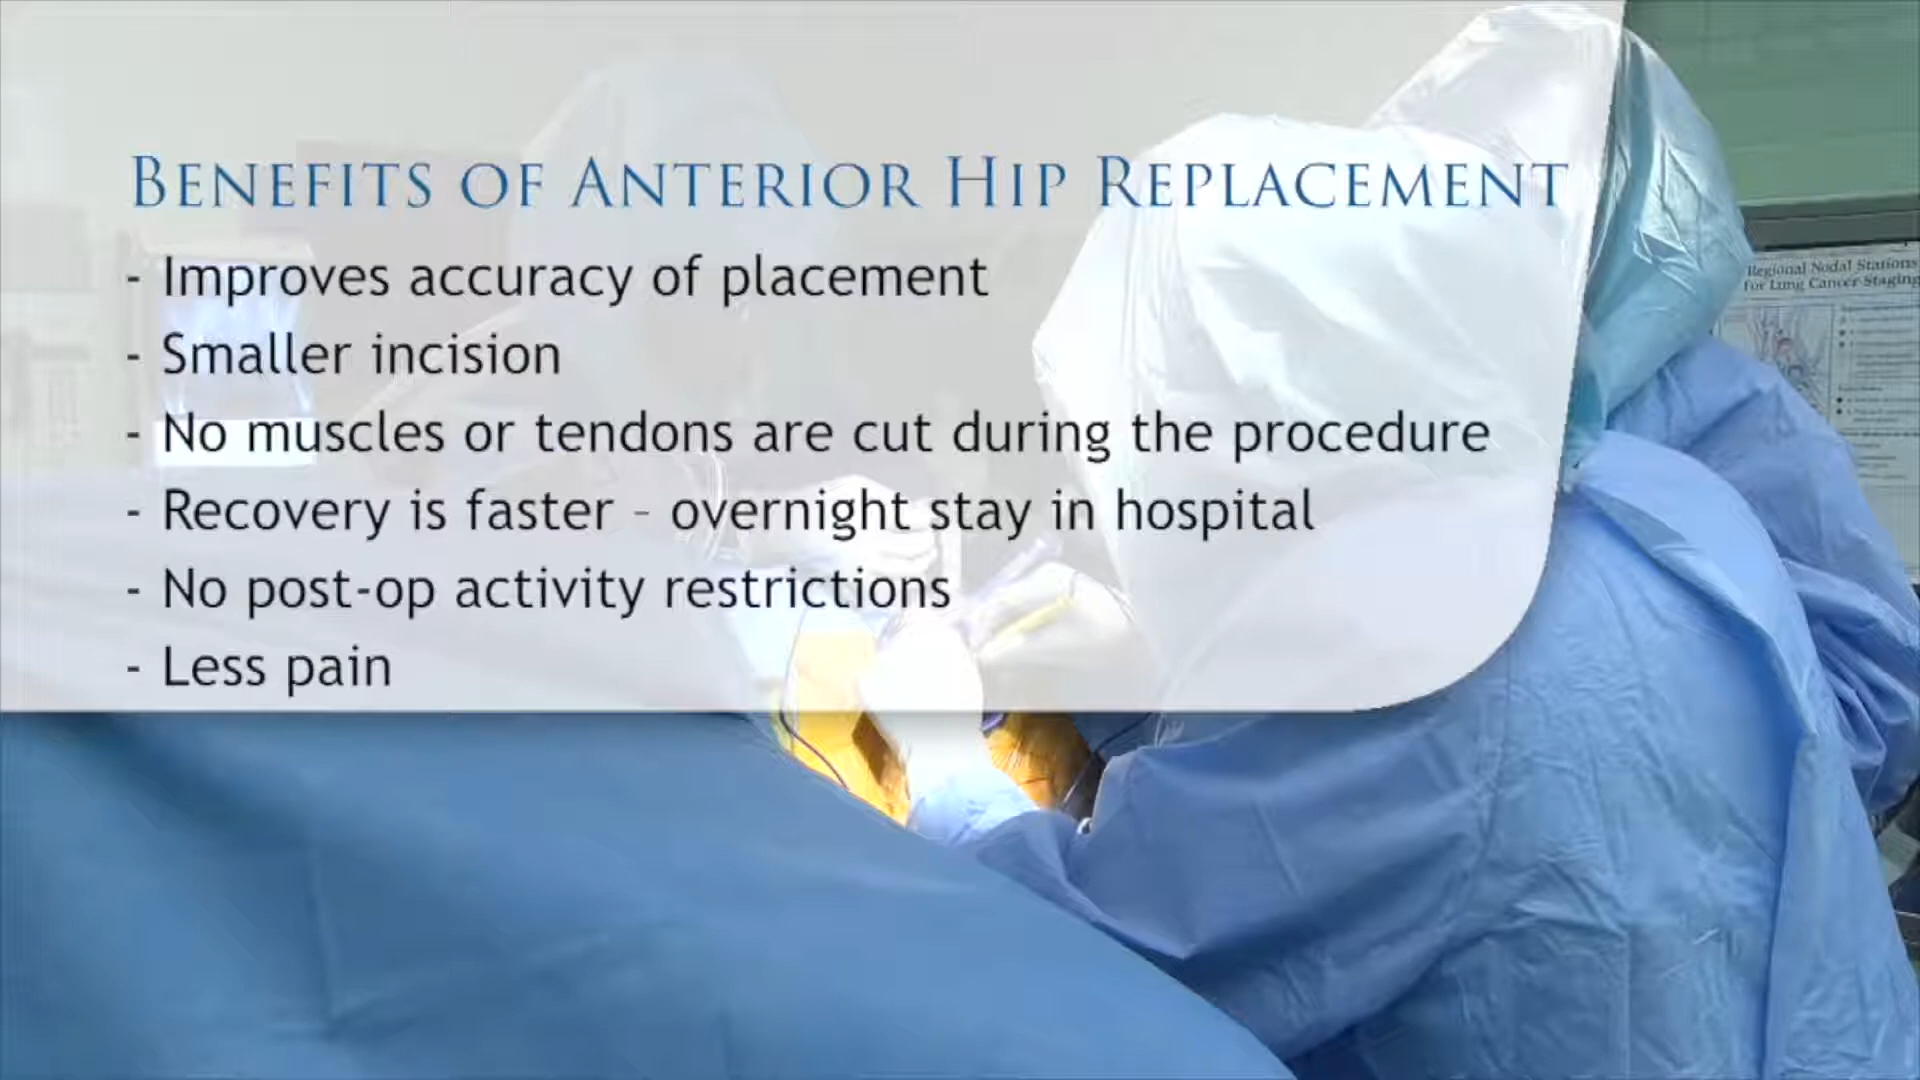 BENEFITS OF ANTERIOR HIP REPLACEMENT
- Improves accuracy of placement
- Smaller incision
- No muscles or tendons are cut during the procedure
- Recovery is faster – overnight stay in hospital
- No post-op activity restrictions
- Less pain
Regional Nodal Stations
for Lung Cancer Staging